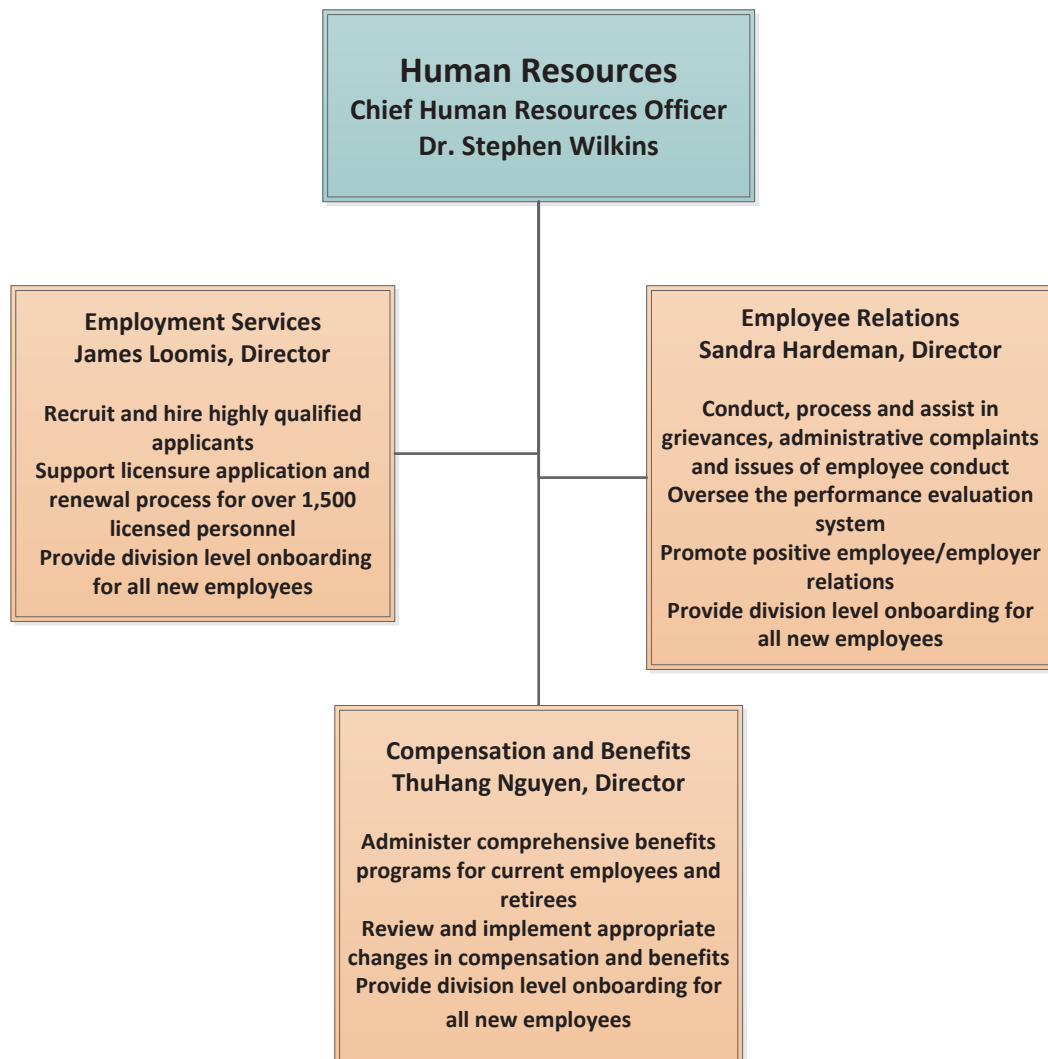 Human Resources
Chief Human Resources Officer
Dr. Stephen Wilkins
Employment Services
James Loomis, Director
Recruit and hire highly qualified
applicants
Support licensure application and
renewal process for over 1,500
licensed personnel
Provide division level onboarding
for all new employees
Employee Relations
Sandra Hardeman, Director
Conduct, process and assist in
grievances, administrative complaints
and issues of employee conduct
Oversee the performance evaluation
system
Promote positive employee/employer
relations
Provide division level onboarding for
all new employees
Compensation and Benefits
ThuHang Nguyen, Director
Administer comprehensive benefits
programs for current employees and
retirees
Review and implement appropriate
changes in compensation and benefits
Provide division level onboarding for
all new employees